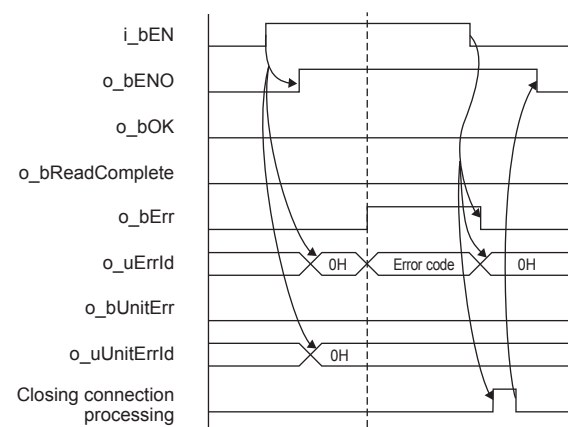 i_bEN
o_bENO
o_bOK
o_bReadComplete
o_bErr
o_uErrId
0H
Error code
0H
o_bUnitErr
o_uUnitErrId
0H
Closing connection
processing